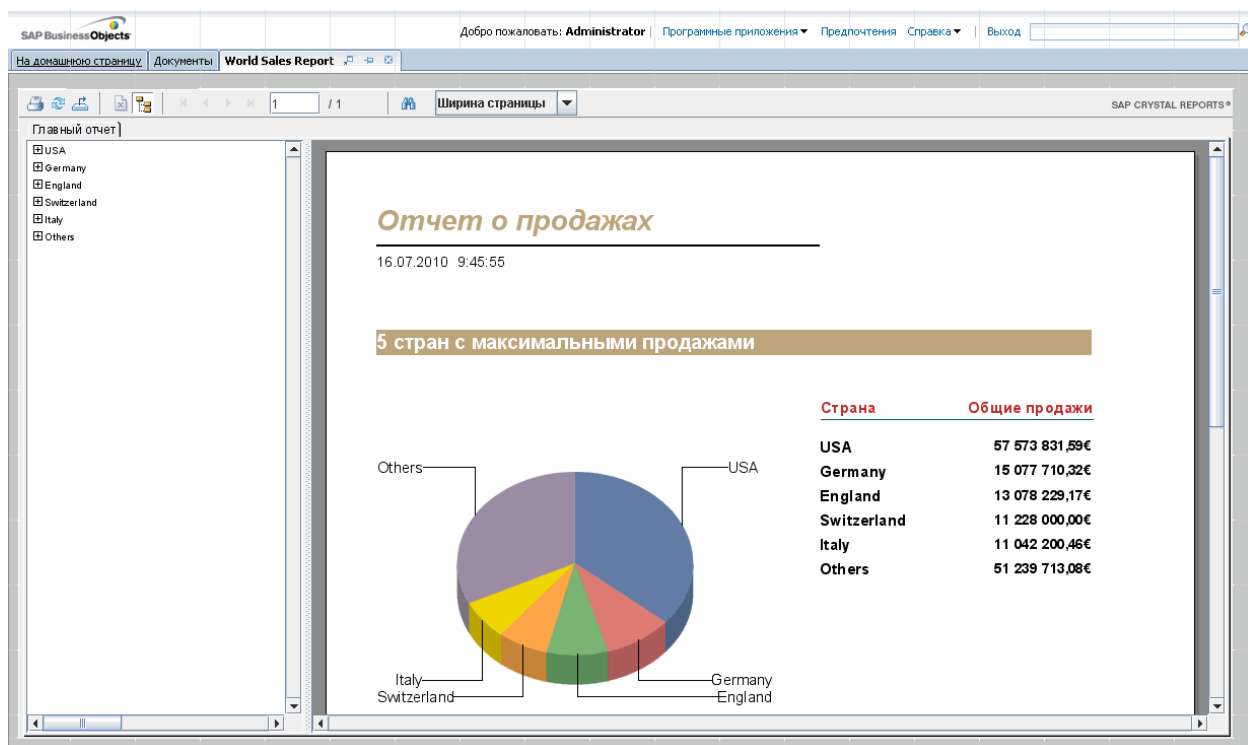 SAP BusinessObjects
Добро пожаловать: Administrator | Программные приложения Предпочтения Справка | Выход
На домашнюю страницу Документы World Sales Report
1 / 1 Ширина страницы SAP CRYSTAL REPORTS®
Главный отчет
USA
Germany
England
Switzerland
Italy
Others
Отчет о продажах
16.07.2010 9:45:55
5 стран с максимальными продажами
Страна Общие продажи
USA 57 573 831,59€
Germany 15 077 710,32€
England 13 078 229,17€
Switzerland 11 228 000,00€
Italy 11 042 200,46€
Others 51 239 713,08€
Others USA
Italy Germany
Switzerland England